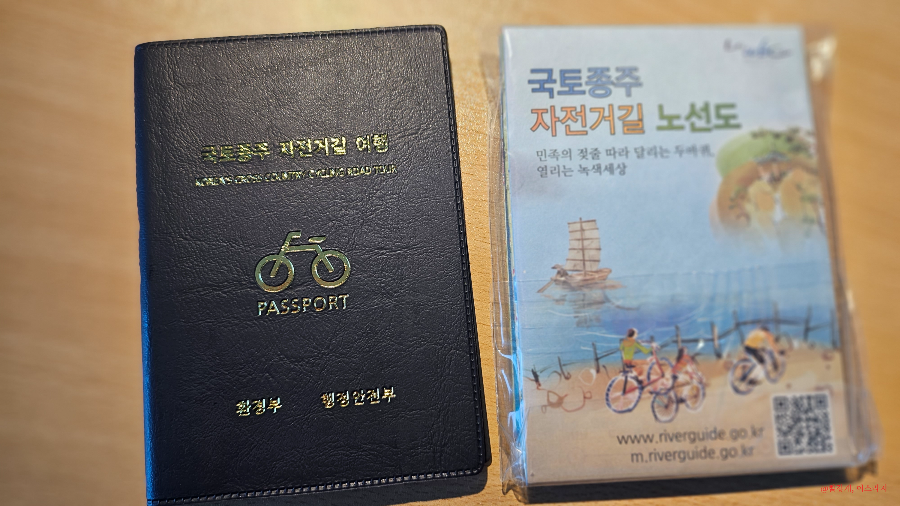 국토종주 자전거길 여행
KOREA'S CROSS-COUNTRY CYCLING ROAD TOUR
PASSPORT
환경부 행정안전부
국토종주
자전거길 노선도
민족의 젖줄 따라 달리는 두바퀴,
열리는 녹색세상
www.riverguide.go.kr
m.riverguide.go.kr